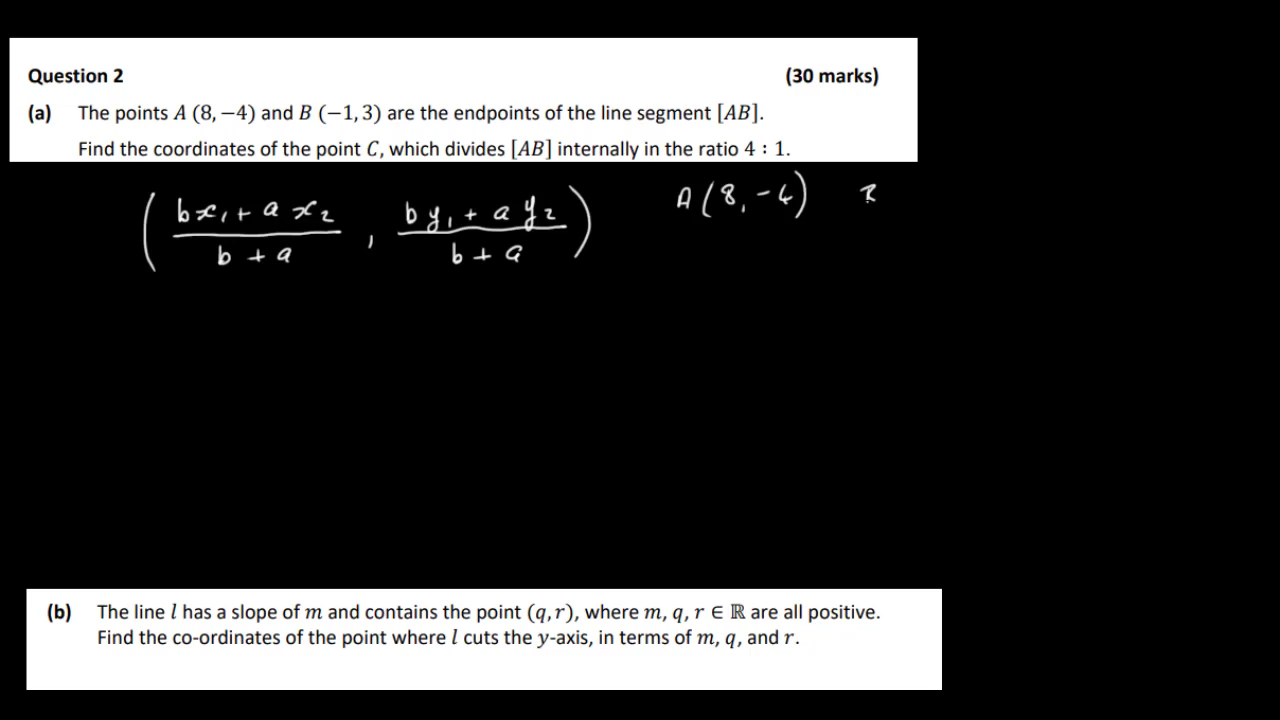 Question 2 (30 marks)
(a) The points A (8, −4) and B (−1, 3) are the endpoints of the line segment [AB].
Find the coordinates of the point C, which divides [AB] internally in the ratio 4 : 1.
( bx₁ + a x₂ / b + a , b y₁ + a y₂ / b + a ) A(8, -4)
(b) The line l has a slope of m and contains the point (q, r), where m, q, r ∈ ℝ are all positive.
Find the co-ordinates of the point where l cuts the y-axis, in terms of m, q, and r.